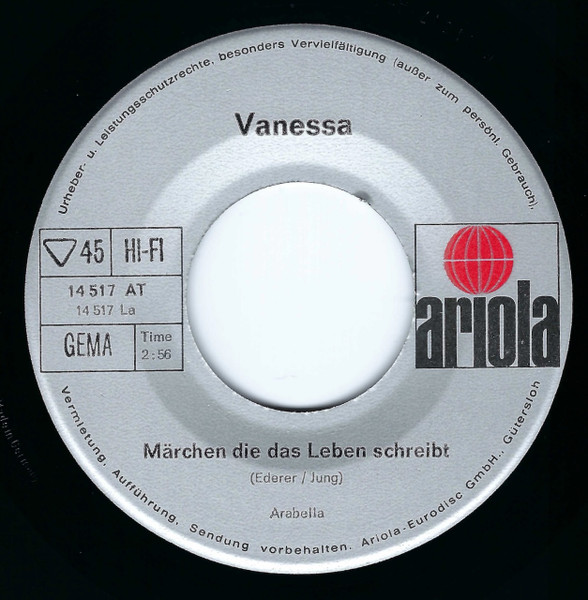 Urheber- u. Leistungsschutzrechte, besonders Vervielfältigung (außer zum persönl. Gebrauch),
Vanessa
45 HI-FI
14 517 AT
14 517 La
GEMA
Time
2:56
ariola
Märchen die das Leben schreibt
(Ederer / Jung)
Arabella
Vermietung, Aufführung, Sendung vorbehalten. Ariola-Eurodisc GmbH., Gütersloh